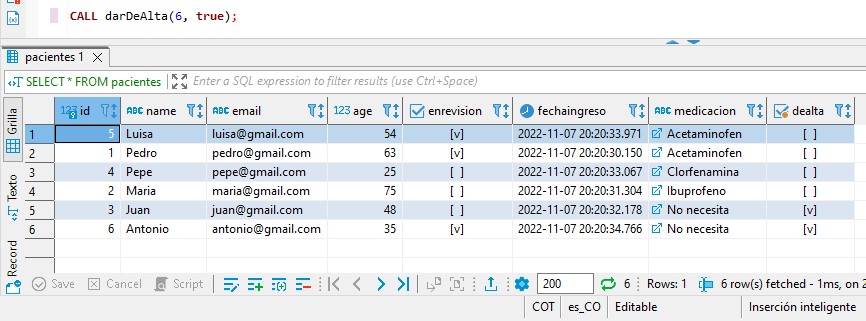 CALL darDeAlta(6, true);
pacientes 1
SELECT * FROM pacientes Enter a SQL expression to filter results (use Ctrl+Space)
Grilla
Texto
Record
123 id ABC name ABC email 123 age enrevision fechaingreso ABC medicacion dealta
1 5 Luisa luisa@gmail.com 54 [v] 2022-11-07 20:20:33.971 Acetaminofen [ ]
2 1 Pedro pedro@gmail.com 63 [v] 2022-11-07 20:20:30.150 Acetaminofen [ ]
3 4 Pepe pepe@gmail.com 25 [ ] 2022-11-07 20:20:33.067 Clorfenamina [ ]
4 2 Maria maria@gmail.com 75 [ ] 2022-11-07 20:20:31.304 Ibuprofeno [ ]
5 3 Juan juan@gmail.com 48 [ ] 2022-11-07 20:20:32.178 No necesita [v]
6 6 Antonio antonio@gmail.com 35 [v] 2022-11-07 20:20:34.766 No necesita [v]
Save Cancel Script 200 6 Rows: 1 6 row(s) fetched - 1ms, on 2
COT es_CO Editable Inserción inteligente